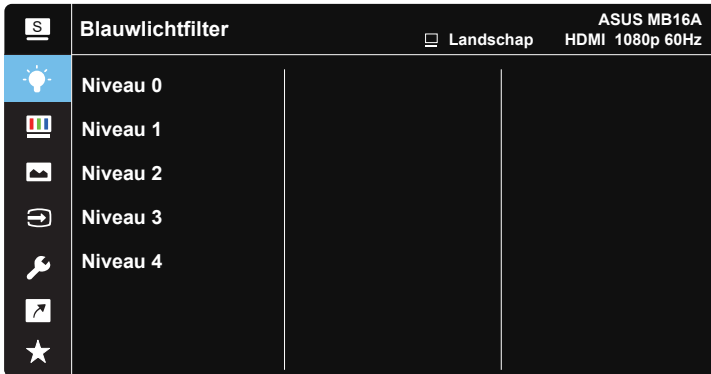 S
Blauwlichtfilter
ASUS MB16A
Landschap
HDMI 1080p 60Hz
Niveau 0
Niveau 1
Niveau 2
Niveau 3
Niveau 4